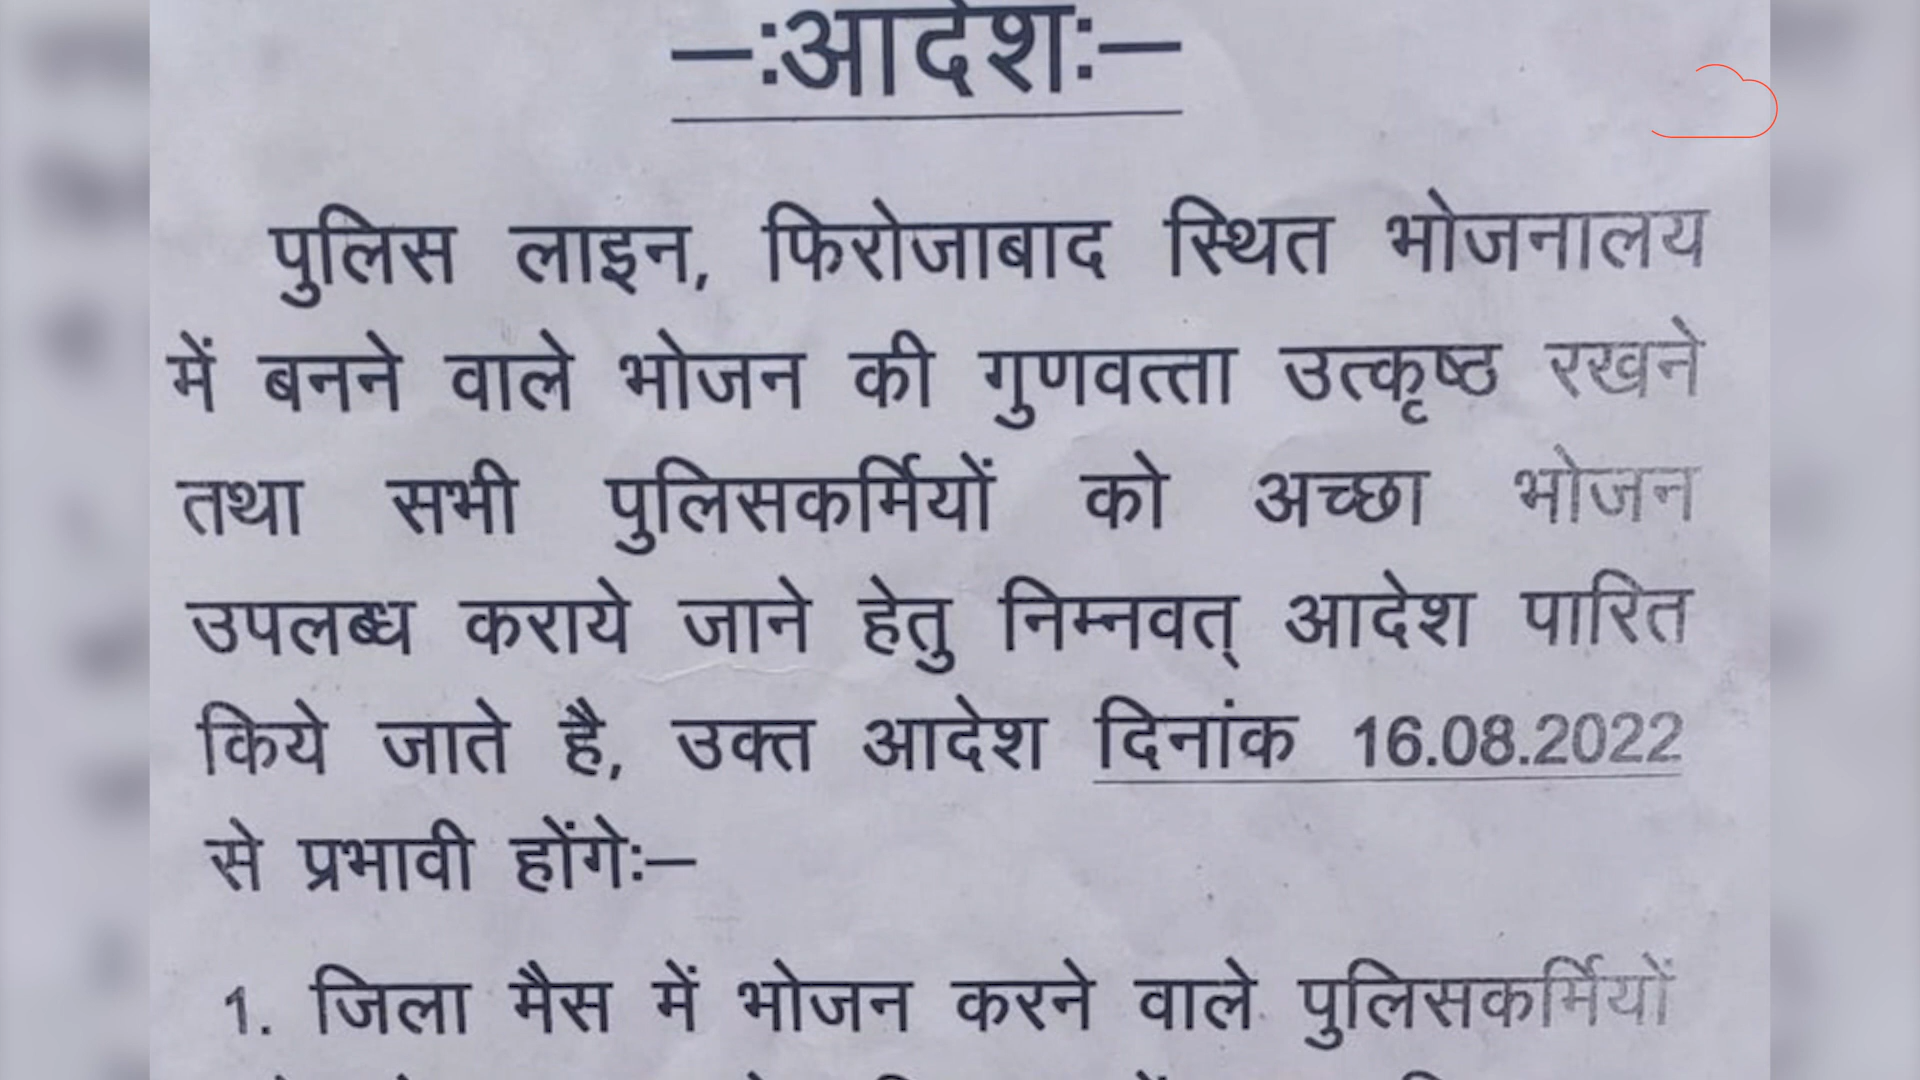 —:आदेश:—
पुलिस लाइन, फिरोजाबाद स्थित भोजनालय
में बनने वाले भोजन की गुणवत्ता उत्कृष्ठ रखने
तथा सभी पुलिसकर्मियों को अच्छा भोजन
उपलब्ध कराये जाने हेतु निम्नवत् आदेश पारित
किये जाते है, उक्त आदेश दिनांक 16.08.2022
से प्रभावी होंगे:—
1. जिला मैस में भोजन करने वाले पुलिसकर्मियों